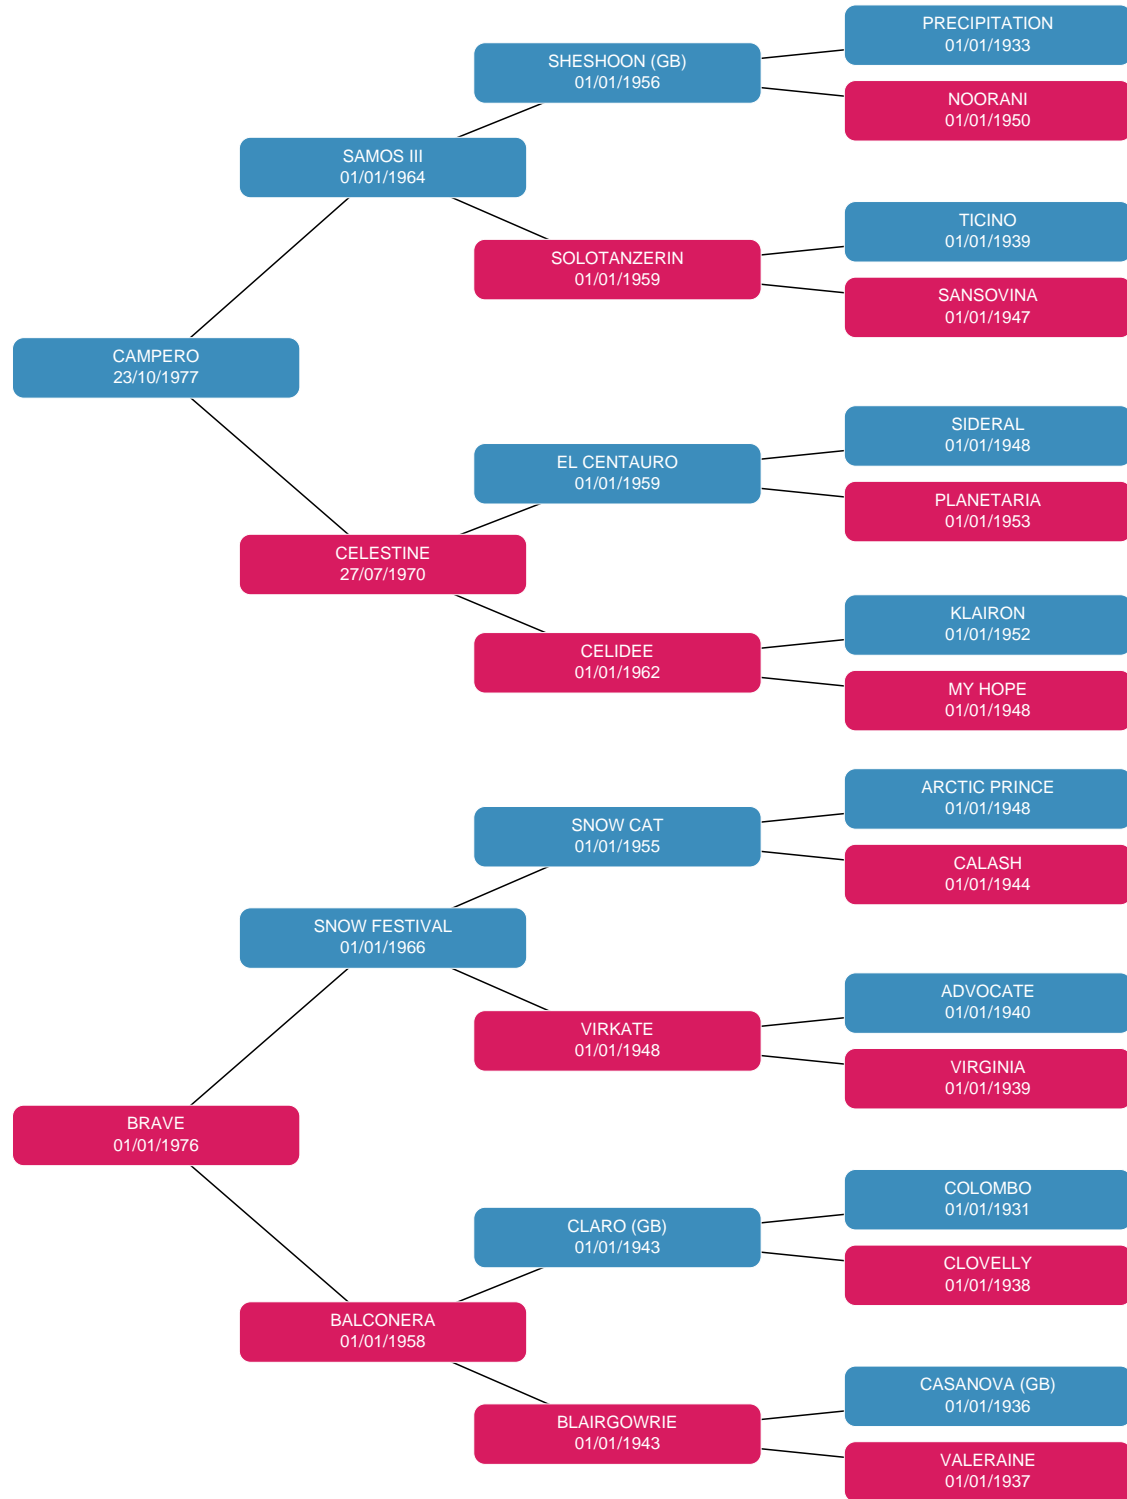 PRECIPITATION
01/01/1933
SHESHOON (GB)
01/01/1956
NOORANI
01/01/1950
SAMOS III
01/01/1964
TICINO
01/01/1939
SOLOTANZERIN
01/01/1959
SANSOVINA
01/01/1947
CAMPERO
23/10/1977
SIDERAL
01/01/1948
EL CENTAURO
01/01/1959
PLANETARIA
01/01/1953
CELESTINE
27/07/1970
KLAIRON
01/01/1952
CELIDEE
01/01/1962
MY HOPE
01/01/1948
ARCTIC PRINCE
01/01/1948
SNOW CAT
01/01/1955
CALASH
01/01/1944
SNOW FESTIVAL
01/01/1966
ADVOCATE
01/01/1940
VIRKATE
01/01/1948
VIRGINIA
01/01/1939
BRAVE
01/01/1976
COLOMBO
01/01/1931
CLARO (GB)
01/01/1943
CLOVELLY
01/01/1938
BALCONERA
01/01/1958
CASANOVA (GB)
01/01/1936
BLAIRGOWRIE
01/01/1943
VALERAINE
01/01/1937